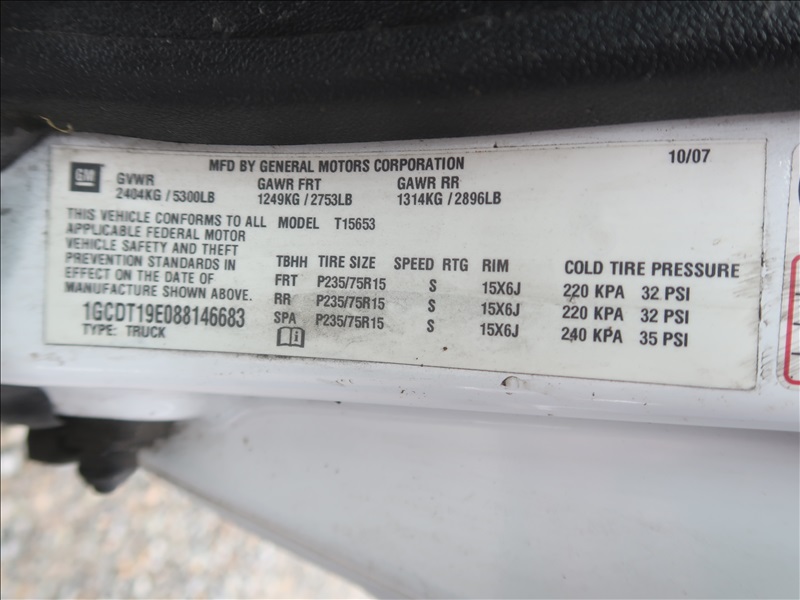 MFD BY GENERAL MOTORS CORPORATION 10/07
GM
GVWR GAWR FRT GAWR RR
2404KG / 5300LB 1249KG / 2753LB 1314KG / 2896LB
THIS VEHICLE CONFORMS TO ALL
APPLICABLE FEDERAL MOTOR
VEHICLE SAFETY AND THEFT
PREVENTION STANDARDS IN
EFFECT ON THE DATE OF
MANUFACTURE SHOWN ABOVE.
1GCDT19E088146683
TYPE: TRUCK
MODEL T15653
TBHH TIRE SIZE SPEED RTG RIM COLD TIRE PRESSURE
FRT P235/75R15 S 15X6J 220 KPA 32 PSI
RR P235/75R15 S 15X6J 220 KPA 32 PSI
SPA P235/75R15 S 15X6J 240 KPA 35 PSI